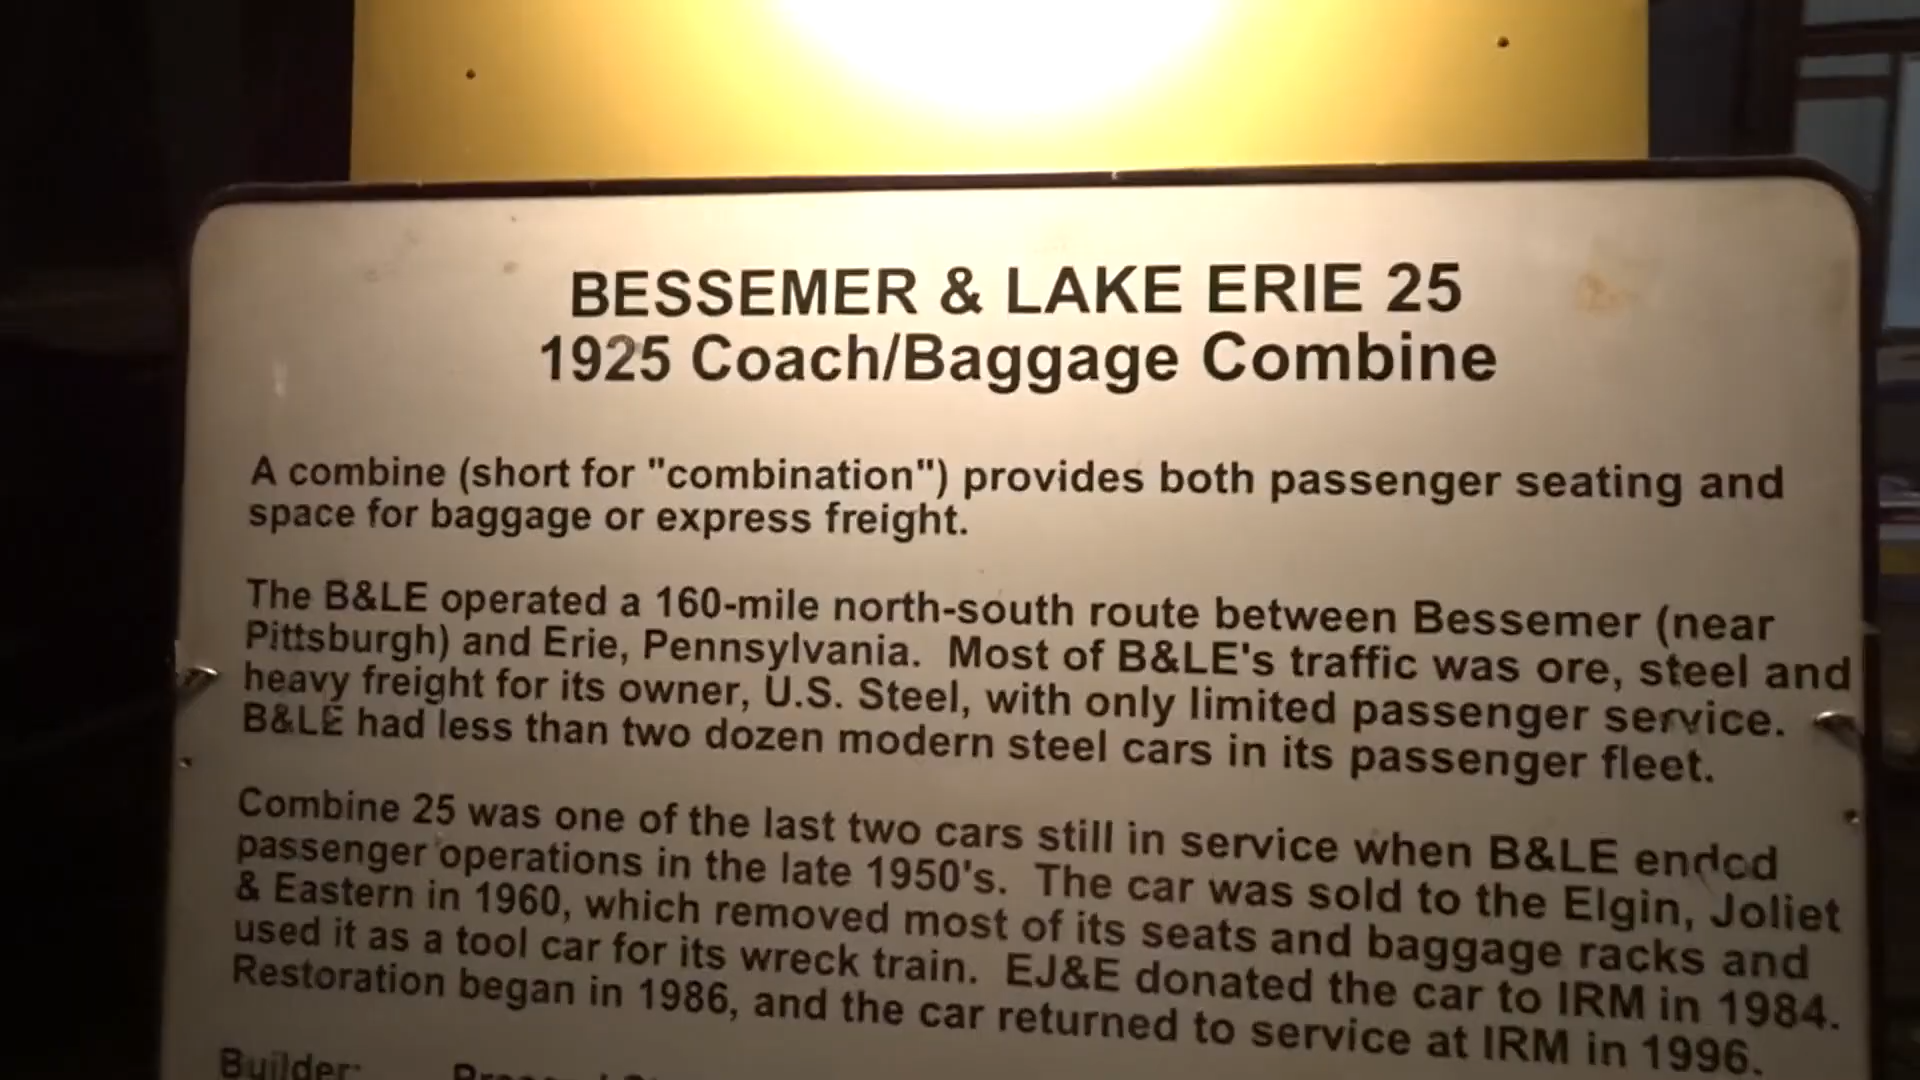 BESSEMER & LAKE ERIE 25
1925 Coach/Baggage Combine
A combine (short for "combination") provides both passenger seating and
space for baggage or express freight.
The B&LE operated a 160-mile north-south route between Bessemer (near
Pittsburgh) and Erie, Pennsylvania. Most of B&LE's traffic was ore, steel and
heavy freight for its owner, U.S. Steel, with only limited passenger service.
B&LE had less than two dozen modern steel cars in its passenger fleet.
Combine 25 was one of the last two cars still in service when B&LE ended
passenger operations in the late 1950's. The car was sold to the Elgin, Joliet
& Eastern in 1960, which removed most of its seats and baggage racks and
used it as a tool car for its wreck train. EJ&E donated the car to IRM in 1984.
Restoration began in 1986, and the car returned to service at IRM in 1996.
Builder: